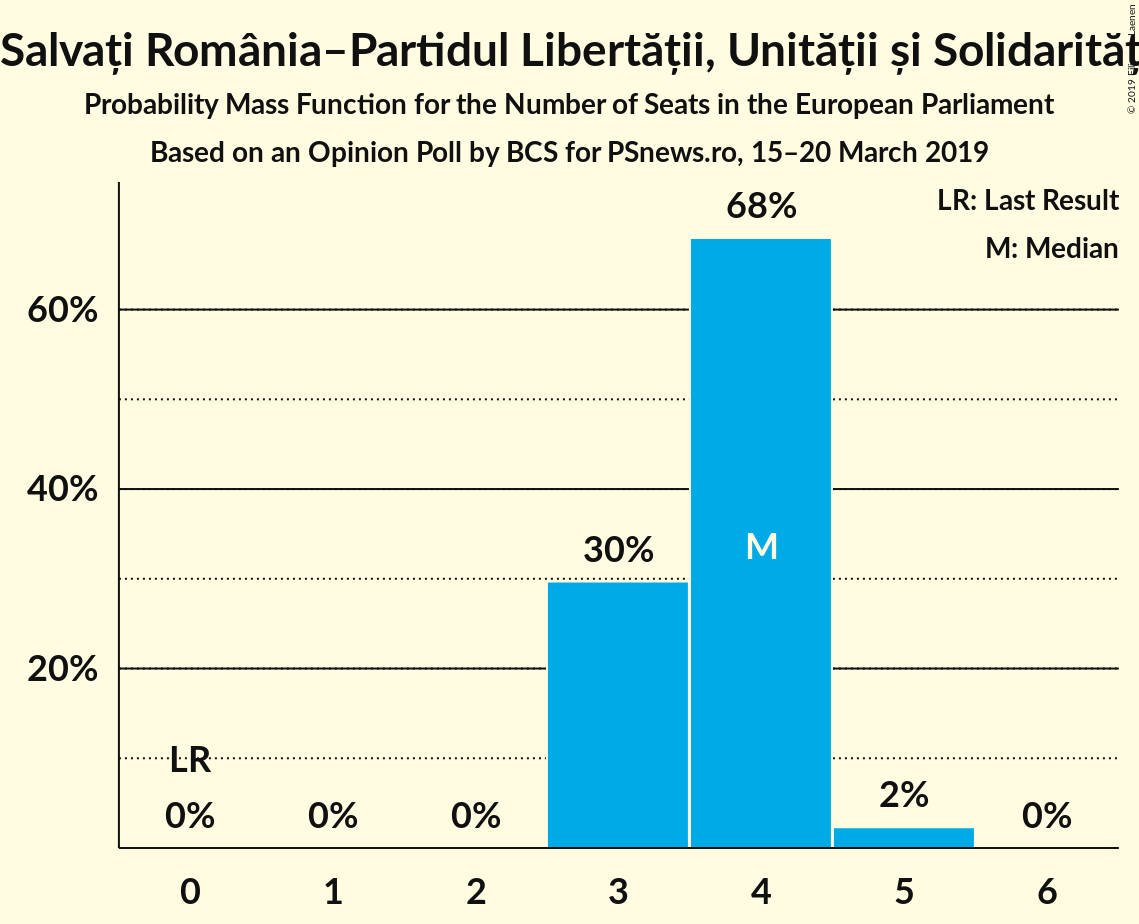 Salvați România–Partidul Libertății, Unității și Solidarităț
Probability Mass Function for the Number of Seats in the European Parliament
Based on an Opinion Poll by BCS for PSnews.ro, 15–20 March 2019
© 2019
Laenen
LR: Last Result
M: Median
68%
60%
M
40%
30%
20%
LR
2%
0% 0% 0% 0%
0 1 2 3 4 5 6